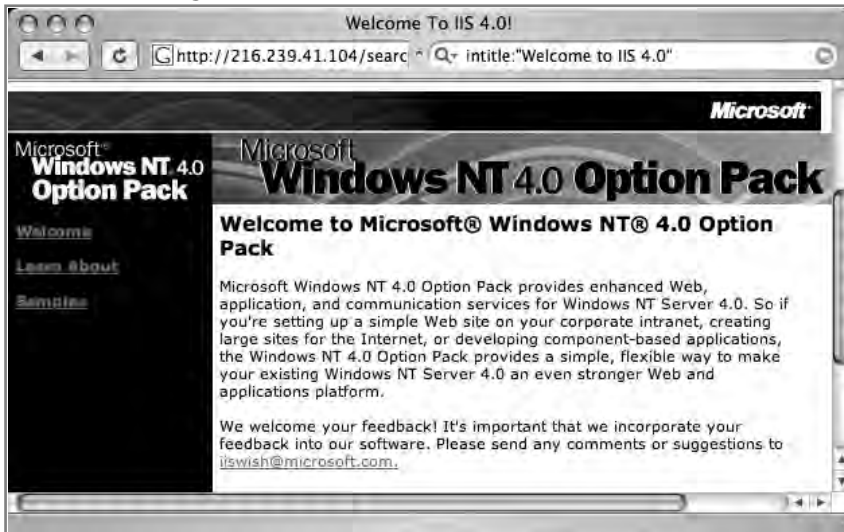 Welcome To IIS 4.0!
http://216.239.41.104/searc
intitle:"Welcome to IIS 4.0"
Microsoft
Microsoft
Windows NT 4.0
Option Pack
Microsoft
Windows NT 4.0 Option Pack
Welcome
Learn About
Samples
Welcome to Microsoft® Windows NT® 4.0 Option
Pack
Microsoft Windows NT 4.0 Option Pack provides enhanced Web,
application, and communication services for Windows NT Server 4.0. So if
you're setting up a simple Web site on your corporate intranet, creating
large sites for the Internet, or developing component-based applications,
the Windows NT 4.0 Option Pack provides a simple, flexible way to make
your existing Windows NT Server 4.0 an even stronger Web and
applications platform.
We welcome your feedback! It's important that we incorporate your
feedback into our software. Please send any comments or suggestions to
iiswish@microsoft.com.